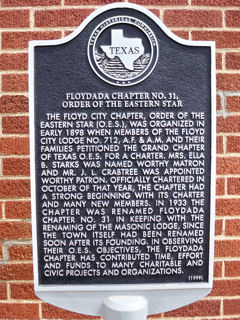 TEXAS HISTORICAL COMMISSION
TEXAS
FLOYDADA CHAPTER NO. 31,
ORDER OF THE EASTERN STAR
THE FLOYD CITY CHAPTER, ORDER OF THE
EASTERN STAR (O.E.S.), WAS ORGANIZED IN
EARLY 1898 WHEN MEMBERS OF THE FLOYD
CITY LODGE NO. 712, A.F. & A.M. AND THEIR
FAMILIES PETITIONED THE GRAND CHAPTER
OF TEXAS O.E.S. FOR A CHARTER. MRS. ELLA
B. STARKS WAS NAMED WORTHY MATRON
AND MR. J. L. CRABTREE WAS APPOINTED
WORTHY PATRON. OFFICIALLY CHARTERED IN
OCTOBER OF THAT YEAR, THE CHAPTER HAD
A STRONG BEGINNING WITH ITS CHARTER
AND MANY NEW MEMBERS. IN 1933 THE
CHAPTER WAS RENAMED FLOYDADA
CHAPTER NO. 31 IN KEEPING WITH THE
RENAMING OF THE MASONIC LODGE, SINCE
THE TOWN ITSELF HAD BEEN RENAMED
SOON AFTER ITS FOUNDING. IN OBSERVING
THEIR O.E.S. OBJECTIVES, THE FLOYDADA
CHAPTER HAS CONTRIBUTED TIME, EFFORT
AND FUNDS TO MANY CHARITABLE AND
CIVIC PROJECTS AND ORGANIZATIONS.
(1999)